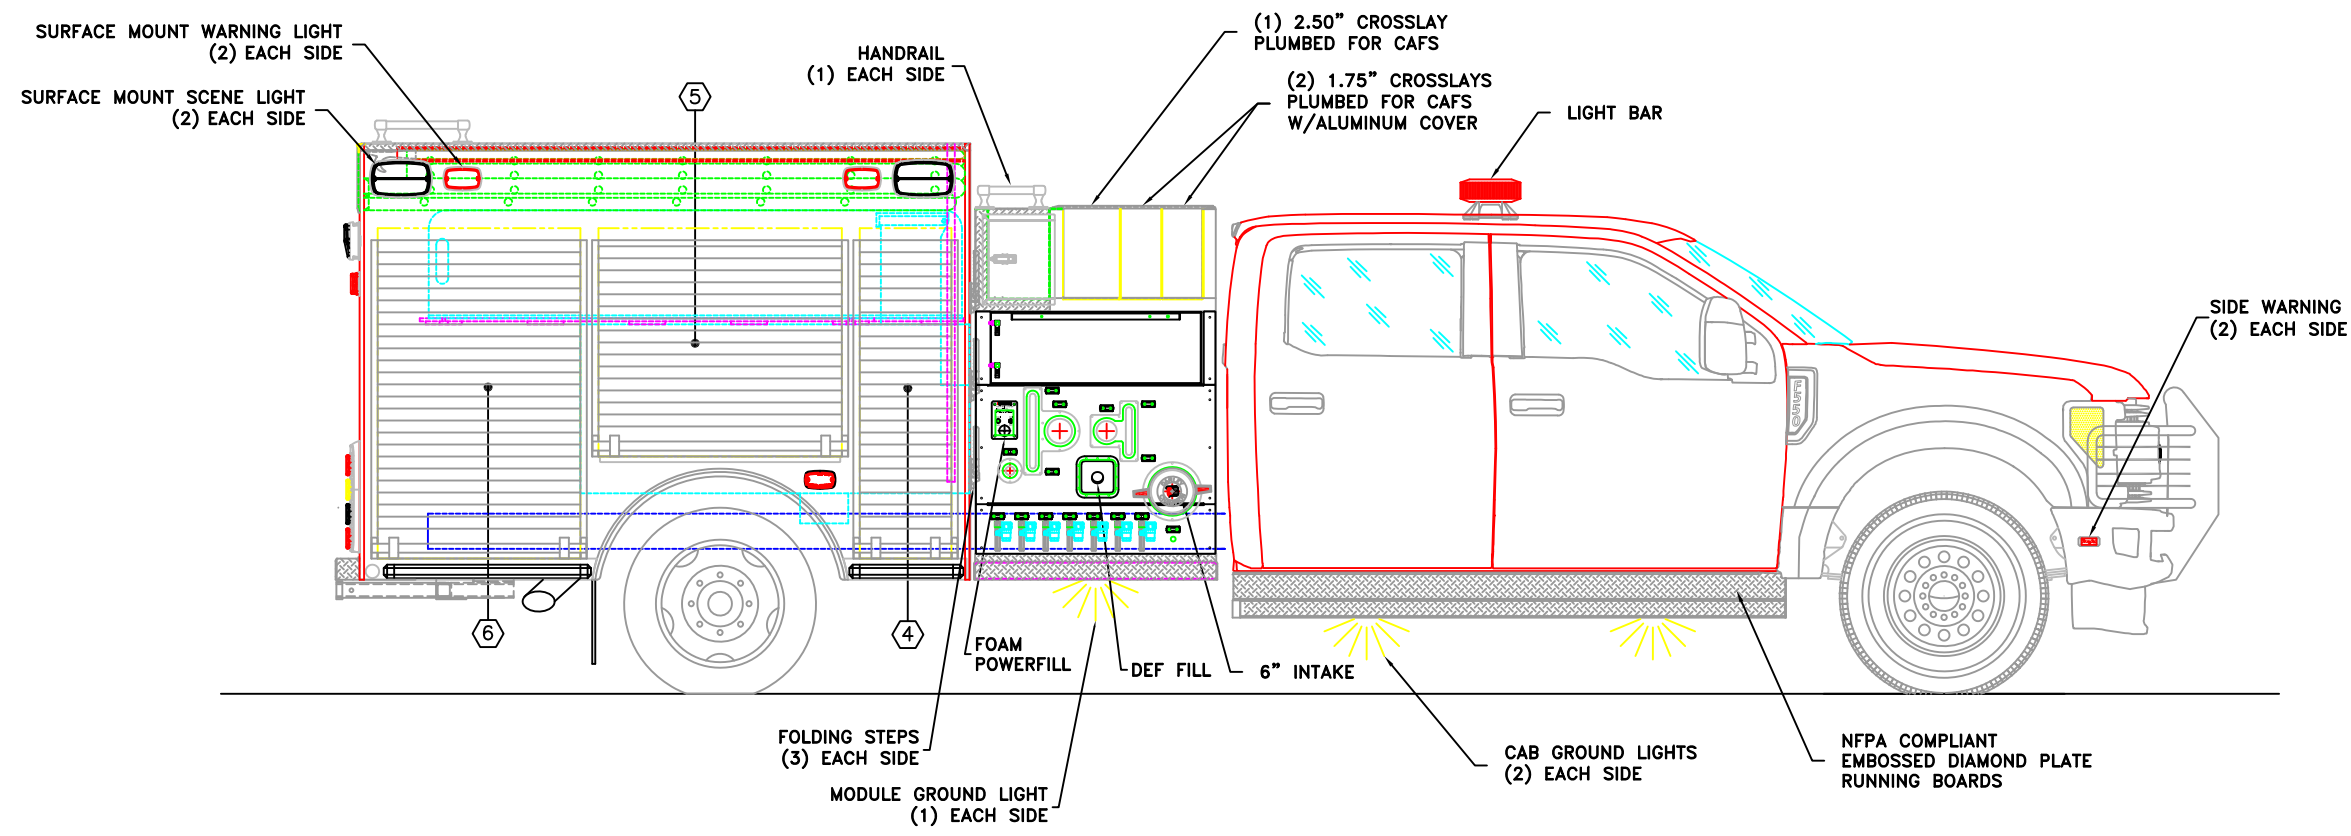 SURFACE MOUNT WARNING LIGHT
(2) EACH SIDE
SURFACE MOUNT SCENE LIGHT
(2) EACH SIDE
5
HANDRAIL
(1) EACH SIDE
(1) 2.50” CROSSLAY
PLUMBED FOR CAFS
(2) 1.75” CROSSLAYS
PLUMBED FOR CAFS
W/ALUMINUM COVER
LIGHT BAR
SIDE WARNING
(2) EACH SIDE
6
4
FOAM
POWERFILL
DEF FILL
6” INTAKE
FOLDING STEPS
(3) EACH SIDE
MODULE GROUND LIGHT
(1) EACH SIDE
CAB GROUND LIGHTS
(2) EACH SIDE
NFPA COMPLIANT
EMBOSSED DIAMOND PLATE
RUNNING BOARDS